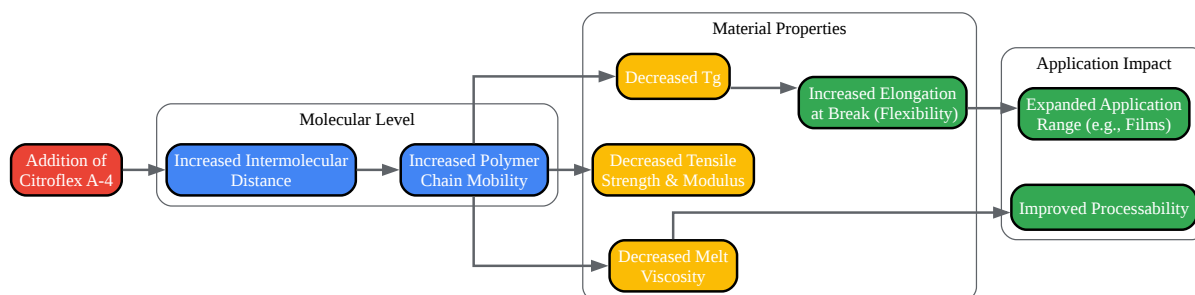 Material Properties
Application Impact
Molecular Level
Decreased Tg
Increased Elongation
at Break (Flexibility)
Expanded Application
Range (e.g., Films)
Addition of
Citroflex A-4
Increased Intermolecular
Distance
Increased Polymer
Chain Mobility
Decreased Tensile
Strength & Modulus
Improved Processability
Decreased Melt
Viscosity